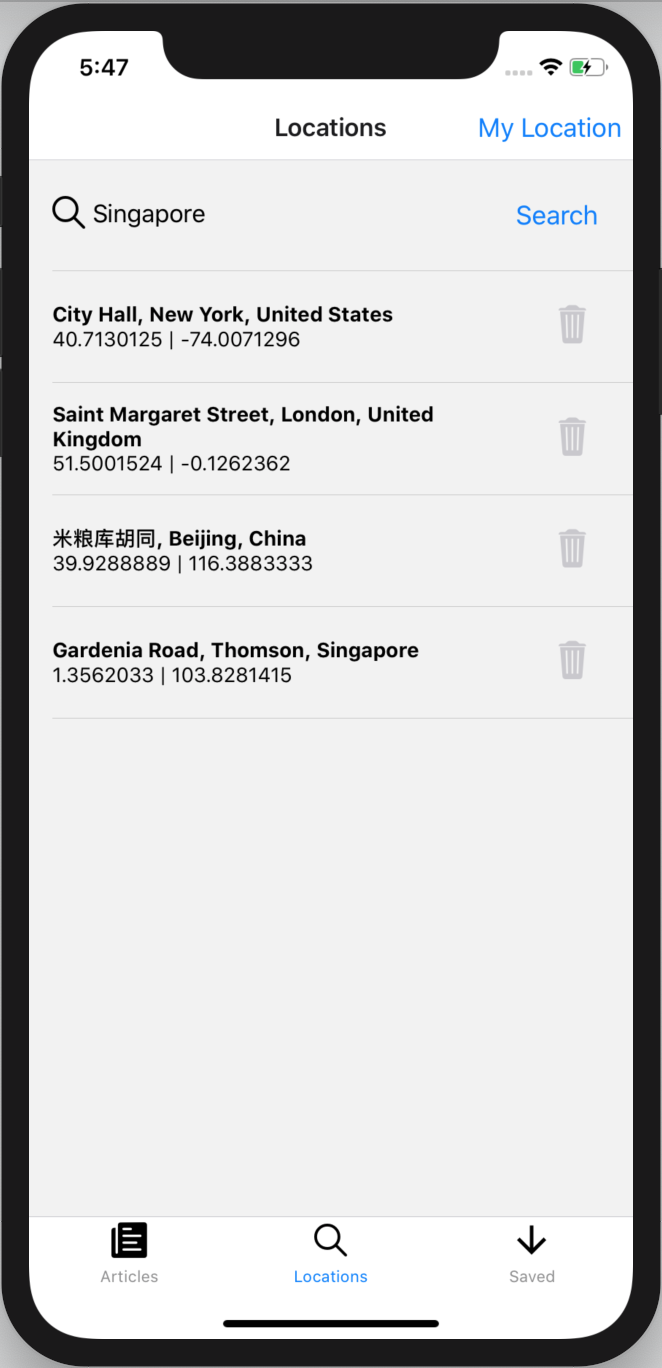 5:47
Locations
My Location
Singapore
Search
City Hall, New York, United States
40.7130125 | -74.0071296
Saint Margaret Street, London, United
Kingdom
51.5001524 | -0.1262362
米粮库胡同, Beijing, China
39.9288889 | 116.3883333
Gardenia Road, Thomson, Singapore
1.3562033 | 103.8281415
Articles
Locations
Saved